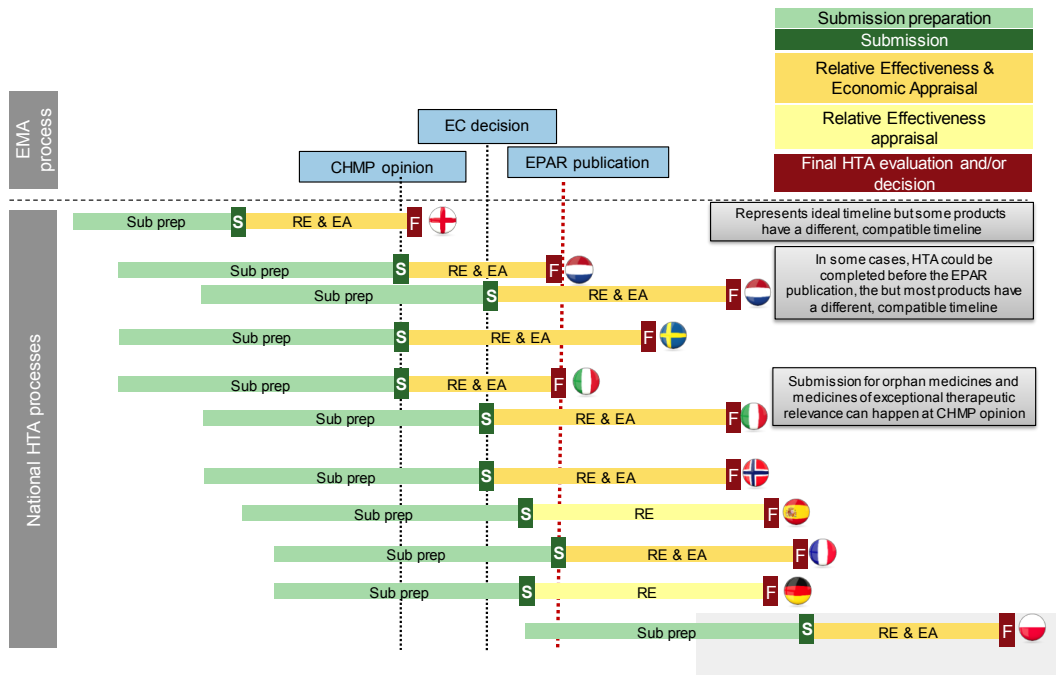 Submission preparation
Submission
Relative Effectiveness &
Economic Appraisal
Relative Effectiveness
appraisal
Final HTA evaluation and/or
decision
EMA
process
EC decision
CHMP opinion
EPAR publication
National HTA processes
Sub prep S RE & EA F
Represents ideal timeline but some products
have a different, compatible timeline
Sub prep S RE & EA F
Sub prep S RE & EA F
In some cases, HTA could be
completed before the EPAR
publication, the but most products have
a different, compatible timeline
Sub prep S RE & EA F
Sub prep S RE & EA F
Sub prep S RE & EA F
Submission for orphan medicines and
medicines of exceptional therapeutic
relevance can happen at CHMP opinion
Sub prep S RE & EA F
Sub prep S RE F
Sub prep S RE & EA F
Sub prep S RE F
Sub prep S RE & EA F